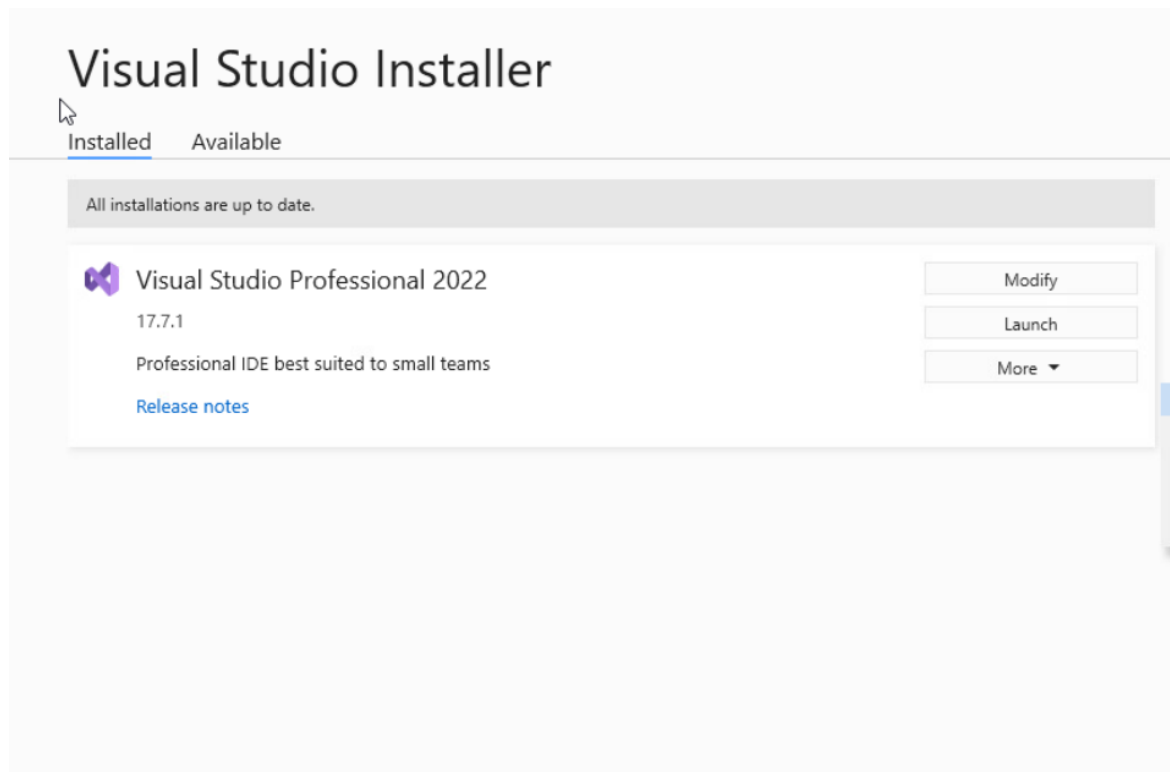 Visual Studio Installer
Installed Available
All installations are up to date.
Visual Studio Professional 2022
Modify
17.7.1
Launch
Professional IDE best suited to small teams
More
Release notes